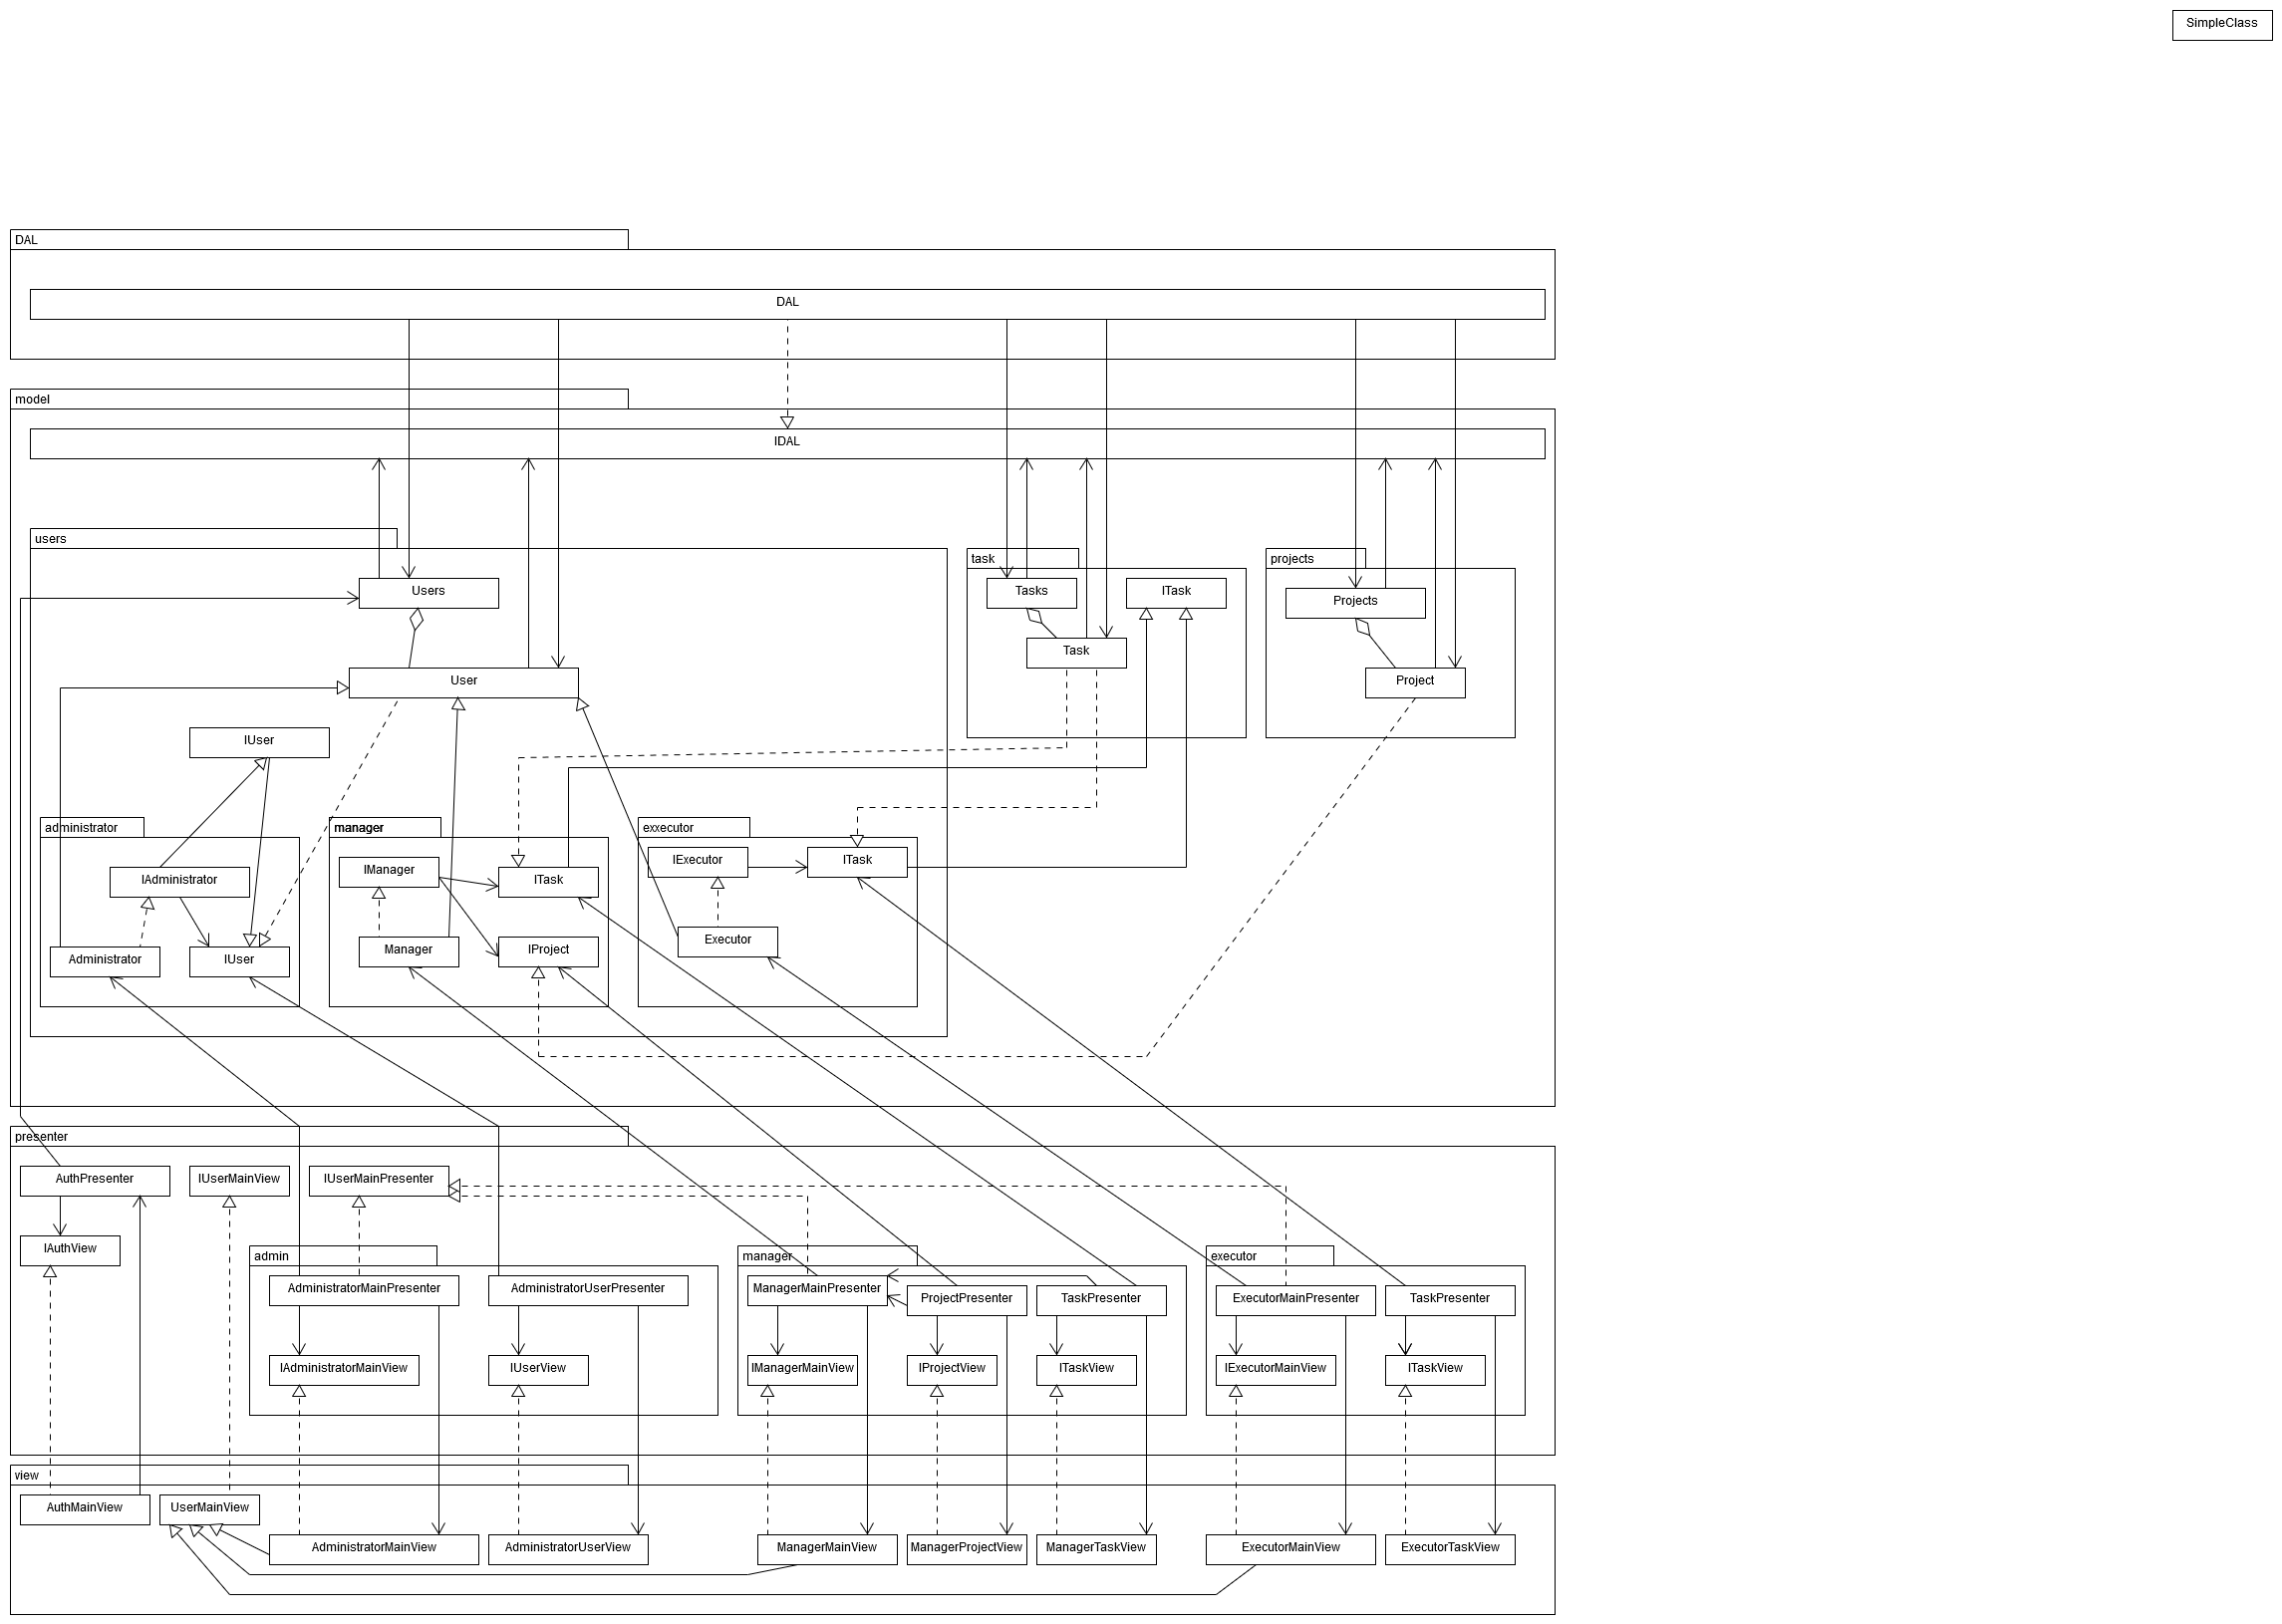 SimpleClass
DAL
DAL
model
IDAL
users
task
projects
Users
Tasks
ITask
Projects
Task
User
Project
IUser
administrator
manager
exxecutor
IExecutor
ITask
IManager
IAdministrator
ITask
Executor
Manager
IProject
Administrator
IUser
presenter
AuthPresenter
IUserMainView
IUserMainPresenter
IAuthView
admin
manager
executor
AdministratorMainPresenter
AdministratorUserPresenter
ManagerMainPresenter
ProjectPresenter
TaskPresenter
ExecutorMainPresenter
TaskPresenter
IAdministratorMainView
IUserView
IManagerMainView
IProjectView
ITaskView
IExecutorMainView
ITaskView
view
AuthMainView
UserMainView
AdministratorMainView
AdministratorUserView
ManagerMainView
ManagerProjectView
ManagerTaskView
ExecutorMainView
ExecutorTaskView